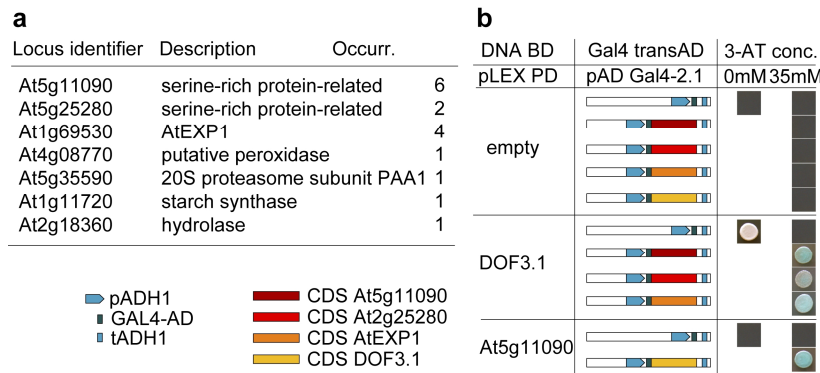 a
Locus identifier Description Occurr.
At5g11090 serine-rich protein-related 6
At5g25280 serine-rich protein-related 2
At1g69530 AtEXP1 4
At4g08770 putative peroxidase 1
At5g35590 20S proteasome subunit PAA1 1
At1g11720 starch synthase 1
At2g18360 hydrolase 1
pADH1
GAL4-AD
tADH1
CDS At5g11090
CDS At2g25280
CDS AtEXP1
CDS DOF3.1
b
DNA BD Gal4 transAD 3-AT conc.
pLEX PD pAD Gal4-2.1 0mM 35mM
empty
DOF3.1
At5g11090